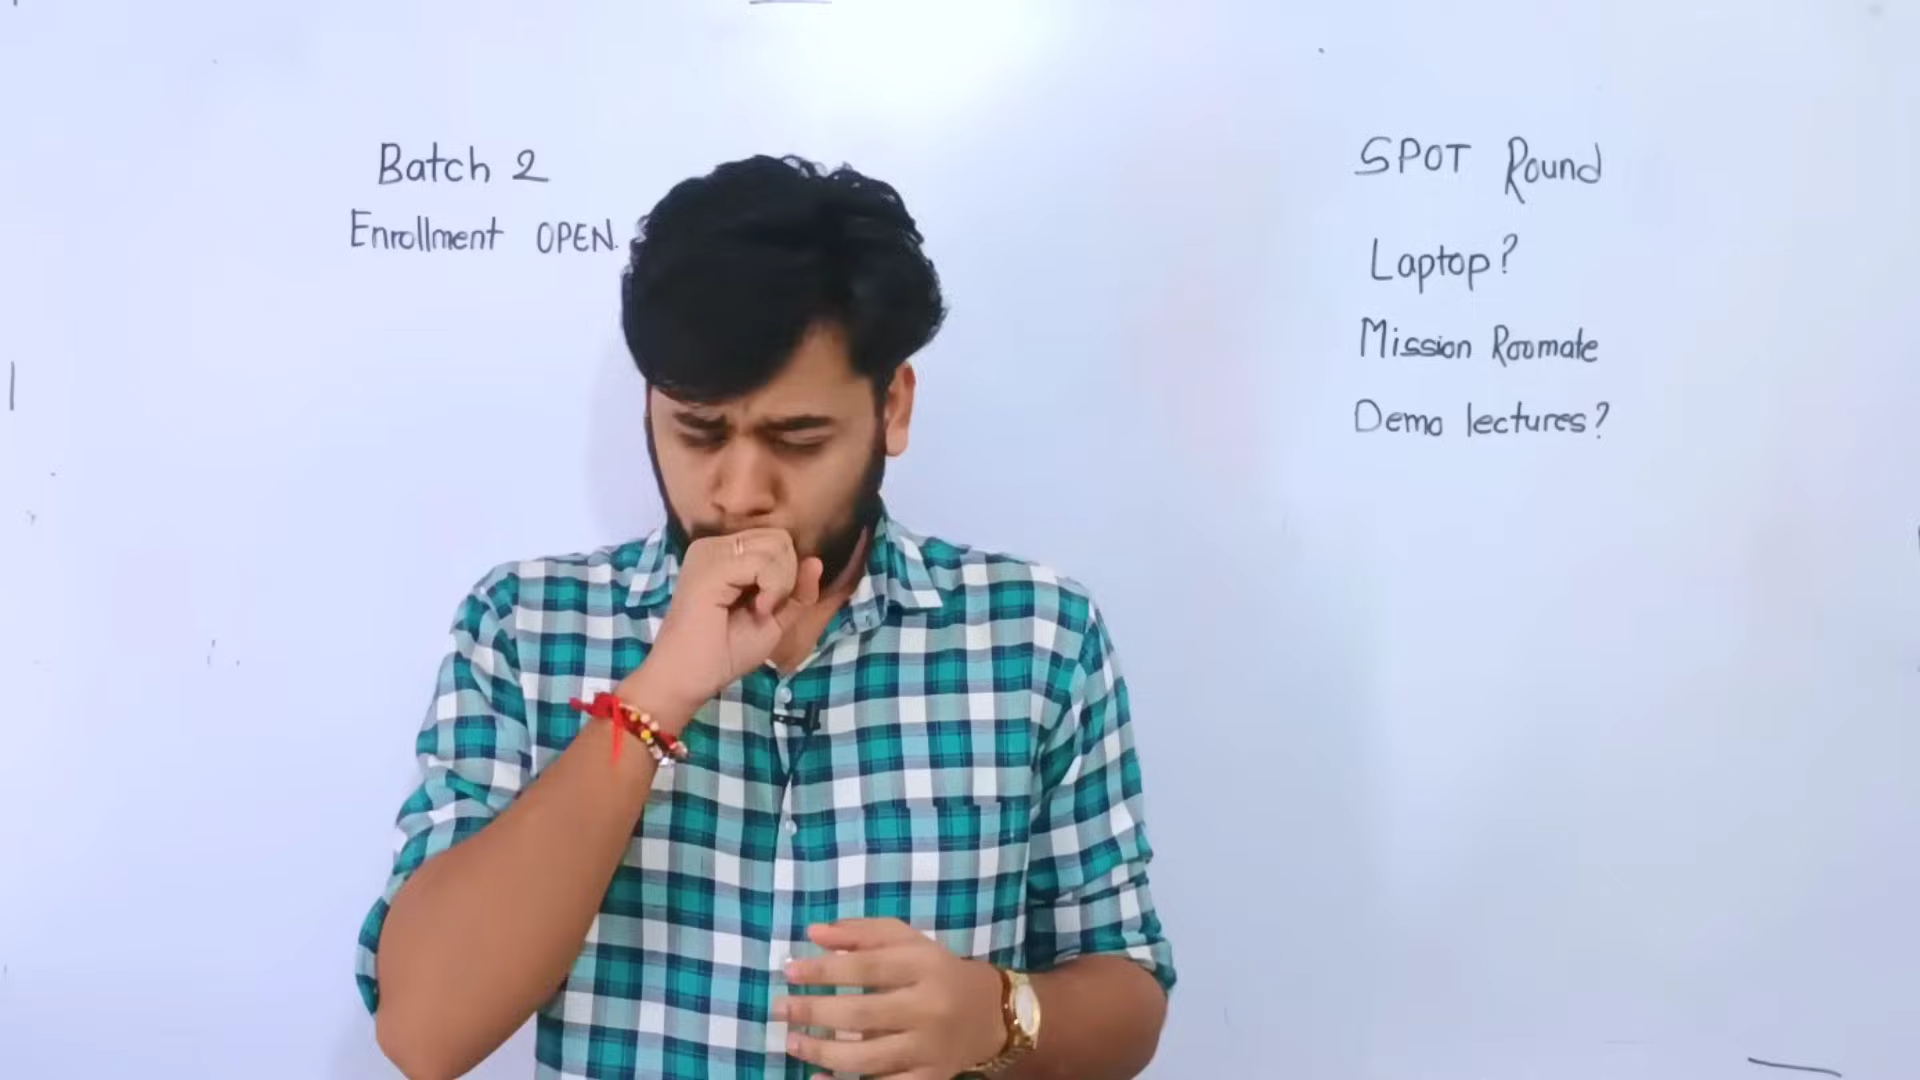 Batch 2
Enrollment OPEN.
SPOT Round
Laptop?
Mission Roomate
Demo lectures?